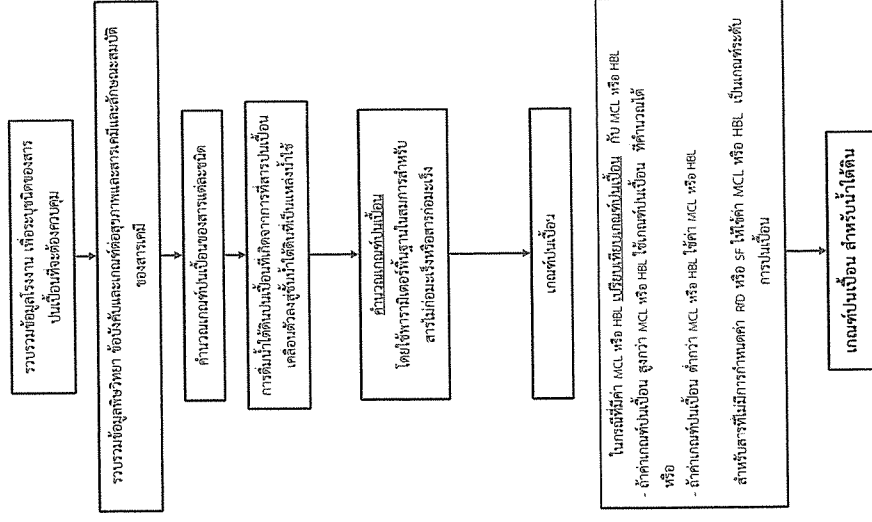 รวบรวมข้อมูลโรงงาน เพื่อระบุชนิดของสาร
ปนเปื้อนที่จะต้องควบคุม
รวบรวมข้อมูลพิษวิทยา ข้อบังคับและเกณฑ์ต่อสุขภาพและสารเคมีและลักษณะสมบัติ
ของสารเคมี
คำนวณเกณฑ์ปนเปื้อนของสารแต่ละชนิด
การดื่มน้ำใต้ดินปนเปื้อนที่เกิดจากการที่สารปนเปื้อน
เคลื่อนตัวลงสู่ชั้นน้ำใต้ดินที่เป็นแหล่งน้ำใช้
คำนวณเกณฑ์ปนเปื้อน
โดยใช้พารามิเตอร์พื้นฐานในสมการสำหรับ
สารไม่ก่อมะเร็งหรือสารก่อมะเร็ง
เกณฑ์ปนเปื้อน
ในกรณีที่มีค่า MCL หรือ HBL เปรียบเทียบเกณฑ์ปนเปื้อน กับ MCL หรือ HBL
- ถ้าค่าเกณฑ์ปนเปื้อน สูงกว่า MCL หรือ HBL ใช้เกณฑ์ปนเปื้อน ที่คำนวณได้
หรือ
- ถ้าค่าเกณฑ์ปนเปื้อน ต่ำกว่า MCL หรือ HBL ใช้ค่า MCL หรือ HBL
สำหรับสารที่ไม่มีการกำหนดค่า RfD หรือ SF ให้ใช้ค่า MCL หรือ HBL เป็นเกณฑ์ระดับ
การปนเปื้อน
เกณฑ์ปนเปื้อน สำหรับน้ำใต้ดิน